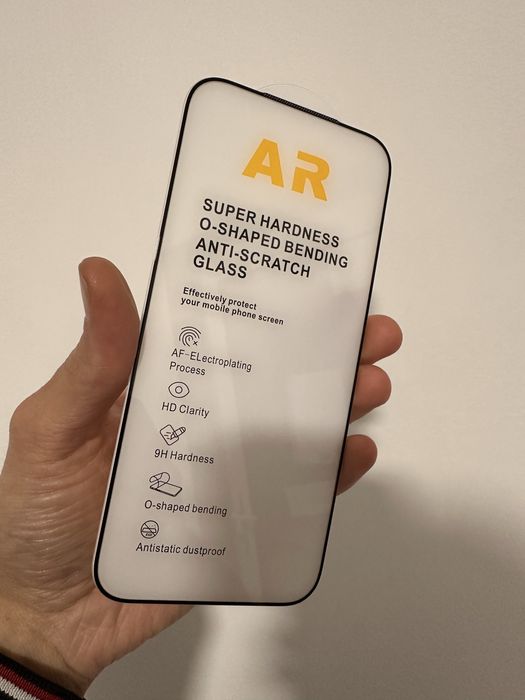 AR
SUPER HARDNESS
O-SHAPED BENDING
ANTI-SCRATCH
GLASS
Effectively protect
your mobile phone screen
AF-ELectroplating
Process
HD Clarity
9H Hardness
O-shaped bending
Antistatic dustproof